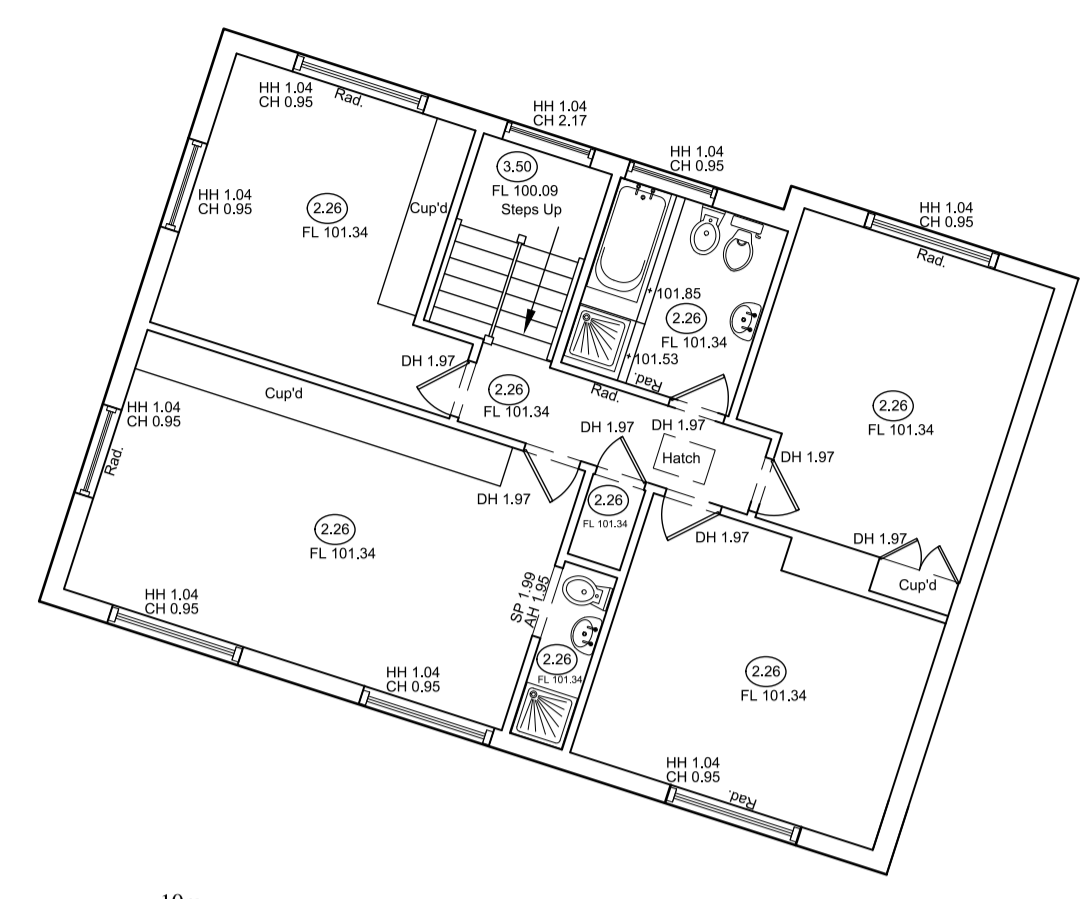 HH 1.04
CH 0.95
Rad.
HH 1.04
CH 2.17
HH 1.04
CH 0.95
3.50
FL 100.09
Steps Up
HH 1.04
CH 0.95
2.26
FL 101.34
Cup'd
HH 1.04
CH 0.95
Rad.
101.85
2.26
FL 101.34
101.53
Rad.
DH 1.97
2.26
FL 101.34
Rad.
DH 1.97
DH 1.97
Hatch
DH 1.97
2.26
FL 101.34
Cup'd
HH 1.04
CH 0.95
Rad.
DH 1.97
2.26
FL 101.34
2.26
FL 101.34
DH 1.97
DH 1.97
Cup'd
SP 1.99
AH 1.95
HH 1.04
CH 0.95
2.26
FL 101.34
2.26
FL 101.34
HH 1.04
CH 0.95
HH 1.04
CH 0.95
Rad.